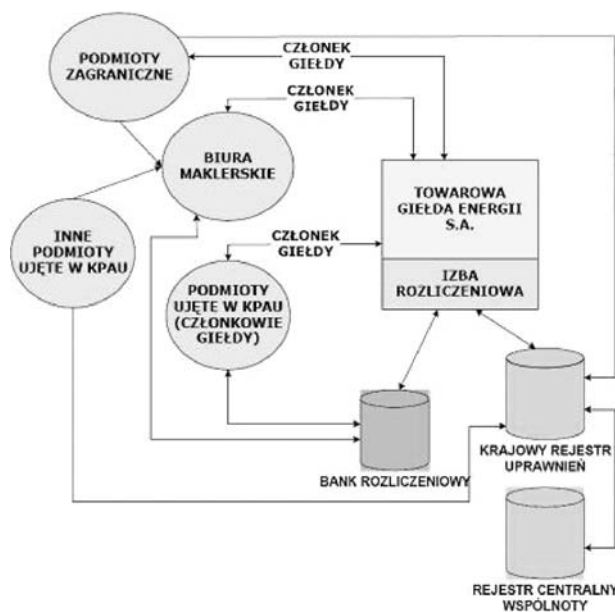 PODMIOTY
ZAGRANICZNE
CZŁONEK
GIEŁDY
CZŁONEK
GIEŁDY
BIURA
MAKLERSKIE
TOWAROWA
GIEŁDA ENERGII
S.A.
INNE
PODMIOTY
UJĘTE W KPAU
CZŁONEK
GIEŁDY
PODMIOTY
UJĘTE W KPAU
(CZŁONKOWIE
GIEŁDY)
IZBA
ROZLICZENIOWA
BANK ROZLICZENIOWY
KRAJOWY REJESTR
UPRAWNIEŃ
REJESTR CENTRALNY
WSPÓLNOTY